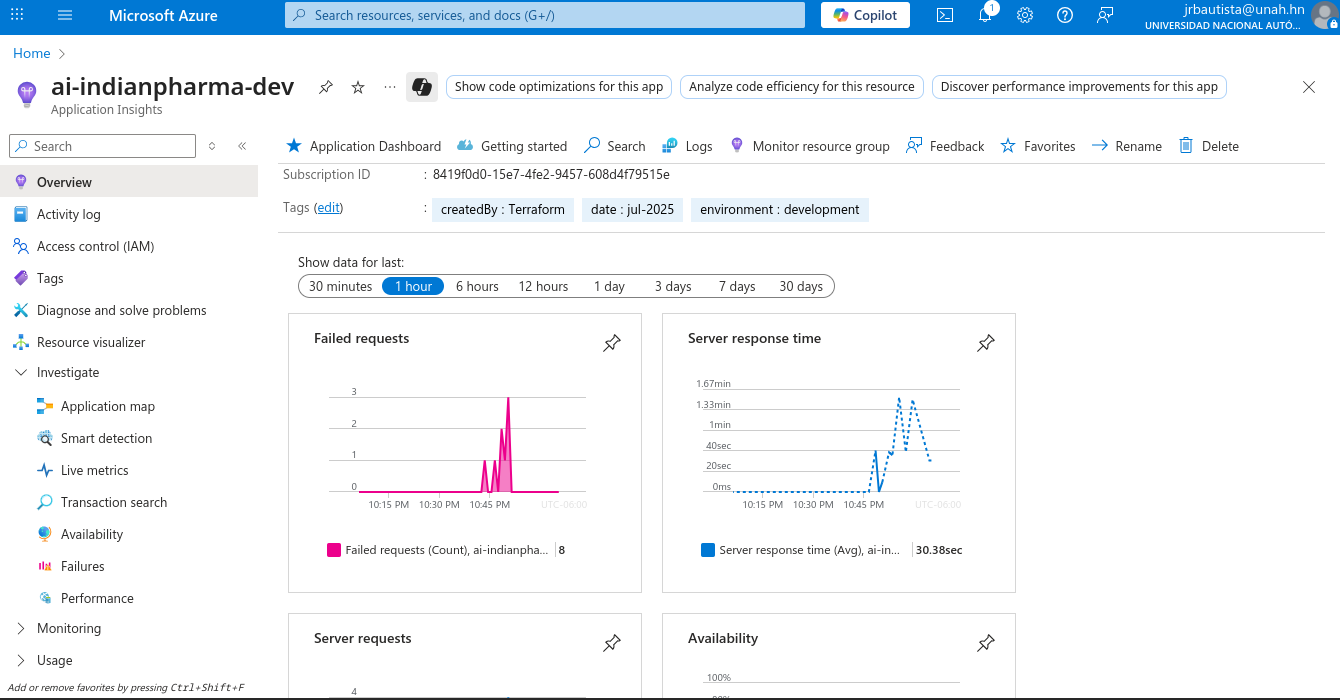 Microsoft Azure
Search resources, services, and docs (G+/)
Copilot
1
jrbautista@unah.hn
UNIVERSIDAD NACIONAL AUTÓ...
Home
ai-indianpharma-dev
Application Insights
Show code optimizations for this app
Analyze code efficiency for this resource
Discover performance improvements for this app
Search
Overview
Activity log
Access control (IAM)
Tags
Diagnose and solve problems
Resource visualizer
Investigate
Application map
Smart detection
Live metrics
Transaction search
Availability
Failures
Performance
Monitoring
Usage
Add or remove favorites by pressing Ctrl+Shift+F
Application Dashboard
Getting started
Search
Logs
Monitor resource group
Feedback
Favorites
Rename
Delete
Subscription ID : 8419f0d0-15e7-4fe2-9457-608d4f79515e
Tags (edit) : createdBy : Terraform date : jul-2025 environment : development
Show data for last:
30 minutes 1 hour 6 hours 12 hours 1 day 3 days 7 days 30 days
Failed requests
3
2
1
0
10:15 PM 10:30 PM 10:45 PM UTC-06:00
Failed requests (Count), ai-indianpha... 8
Server response time
1.67min
1.33min
1min
40sec
20sec
0ms
10:15 PM 10:30 PM 10:45 PM UTC-06:00
Server response time (Avg), ai-in... 30.38sec
Server requests
4
Availability
100%